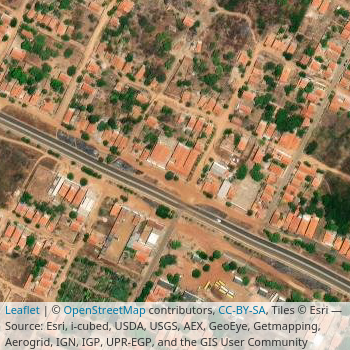 Leaflet | © OpenStreetMap contributors, CC-BY-SA, Tiles © Esri —
Source: Esri, i-cubed, USDA, USGS, AEX, GeoEye, Getmapping,
Aerogrid, IGN, IGP, UPR-EGP, and the GIS User Community